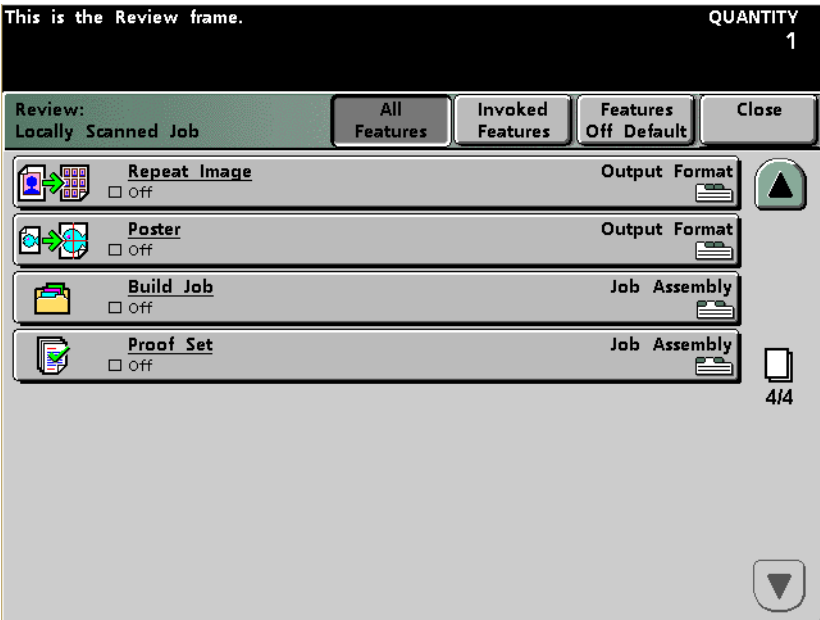 This is the Review frame.
QUANTITY
1
Review:
Locally Scanned Job
All
Features
Invoked
Features
Features
Off Default
Close
Repeat Image
Off
Output Format
Poster
Off
Output Format
Build Job
Off
Job Assembly
Proof Set
Off
Job Assembly
4/4